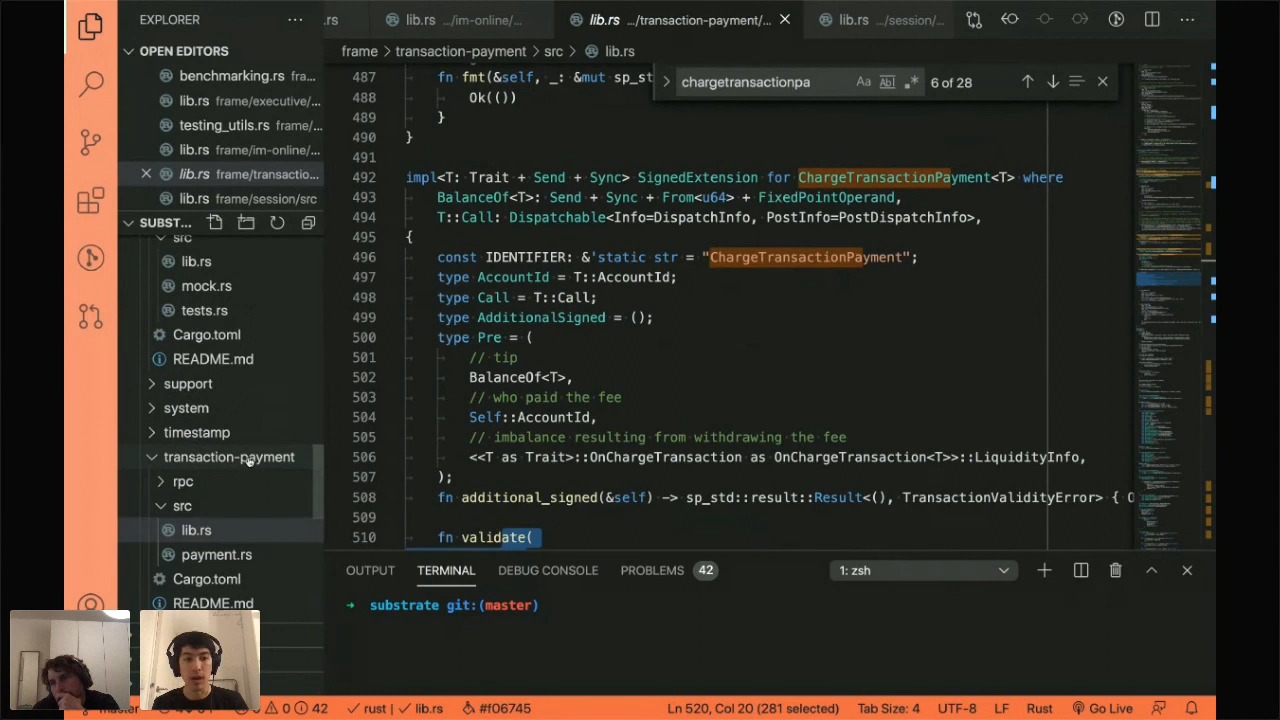 EXPLORER
OPEN EDITORS
benchmarking.rs fra...
lib.rs frame/executive/...
testing_utils.rs frame/...
lib.rs frame/im-online/...
lib.rs frame/transactio...
lib.rs frame/session/src
SUBST...
src
lib.rs
mock.rs
tests.rs
Cargo.toml
README.md
support
system
timestamp
transaction-payment
rpc
src
lib.rs
payment.rs
Cargo.toml
README.md
.rs
lib.rs .../im-online/...
lib.rs .../transaction-payment/...
lib.rs .../session/...
frame > transaction-payment > src > lib.rs
chargetransactionpa
6 of 28
487 fn fmt(&self, _: &mut sp_st
488 Ok(())
489 }
490 }
491
492 impl<T: Trait + Send + Sync> SignedExtension for ChargeTransactionPayment<T> where
BalanceOf<T>: Send + Sync + From<u64> + FixedPointOperand,
494 T::Call: Dispatchable<Info=DispatchInfo, PostInfo=PostDispatchInfo>,
495 {
496 const IDENTIFIER: &'static str = "ChargeTransactionPayment";
497 type AccountId = T::AccountId;
498 type Call = T::Call;
499 type AdditionalSigned = ();
500 type Pre = (
501 // tip
502 BalanceOf<T>,
503 // who paid the fee
504 Self::AccountId,
505 // imbalance resulting from withdrawing the fee
506 <<T as Trait>::OnChargeTransaction as OnChargeTransaction<T>>::LiquidityInfo,
507 );
508 fn additional_signed(&self) -> sp_std::result::Result<(), TransactionValidityError> { O
509
510 fn validate(
OUTPUT TERMINAL DEBUG CONSOLE PROBLEMS 42
1: zsh
→ substrate git:(master)
0 42 rust lib.rs #f06745 Ln 520, Col 20 (281 selected) Tab Size: 4 UTF-8 LF Rust Go Live